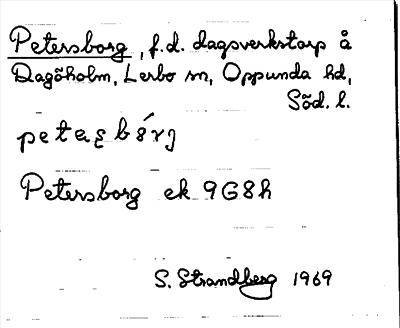 Petersborg, f.d. dagsverkstorp å
Dagöholm, Lerbo sn, Oppunda hd,
Söd. l.
Petersborg ek 9G8h
S. Strandberg 1969